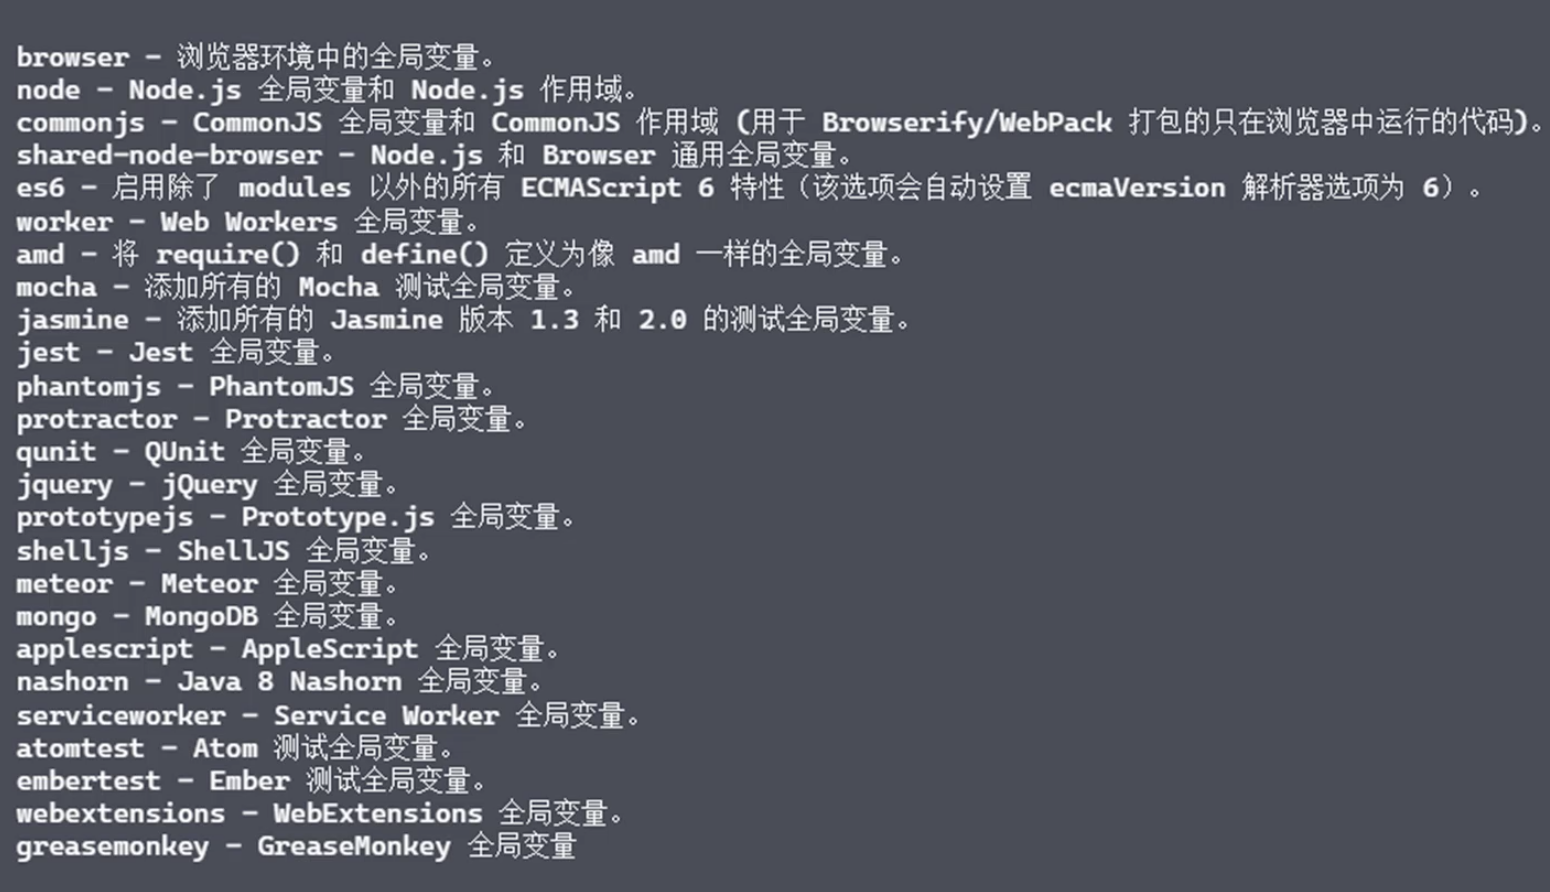 browser - 浏览器环境中的全局变量。
node - Node.js 全局变量和 Node.js 作用域。
commonjs - CommonJS 全局变量和 CommonJS 作用域 (用于 Browserify/WebPack 打包的只在浏览器中运行的代码)。
shared-node-browser - Node.js 和 Browser 通用全局变量。
es6 - 启用除了 modules 以外的所有 ECMAScript 6 特性（该选项会自动设置 ecmaVersion 解析器选项为 6）。
worker - Web Workers 全局变量。
amd - 将 require() 和 define() 定义为像 amd 一样的全局变量。
mocha - 添加所有的 Mocha 测试全局变量。
jasmine - 添加所有的 Jasmine 版本 1.3 和 2.0 的测试全局变量。
jest - Jest 全局变量。
phantomjs - PhantomJS 全局变量。
protractor - Protractor 全局变量。
qunit - QUnit 全局变量。
jquery - jQuery 全局变量。
prototypejs - Prototype.js 全局变量。
shelljs - ShellJS 全局变量。
meteor - Meteor 全局变量。
mongo - MongoDB 全局变量。
applescript - AppleScript 全局变量。
nashorn - Java 8 Nashorn 全局变量。
serviceworker - Service Worker 全局变量。
atomtest - Atom 测试全局变量。
embertest - Ember 测试全局变量。
webextensions - WebExtensions 全局变量。
greasemonkey - GreaseMonkey 全局变量